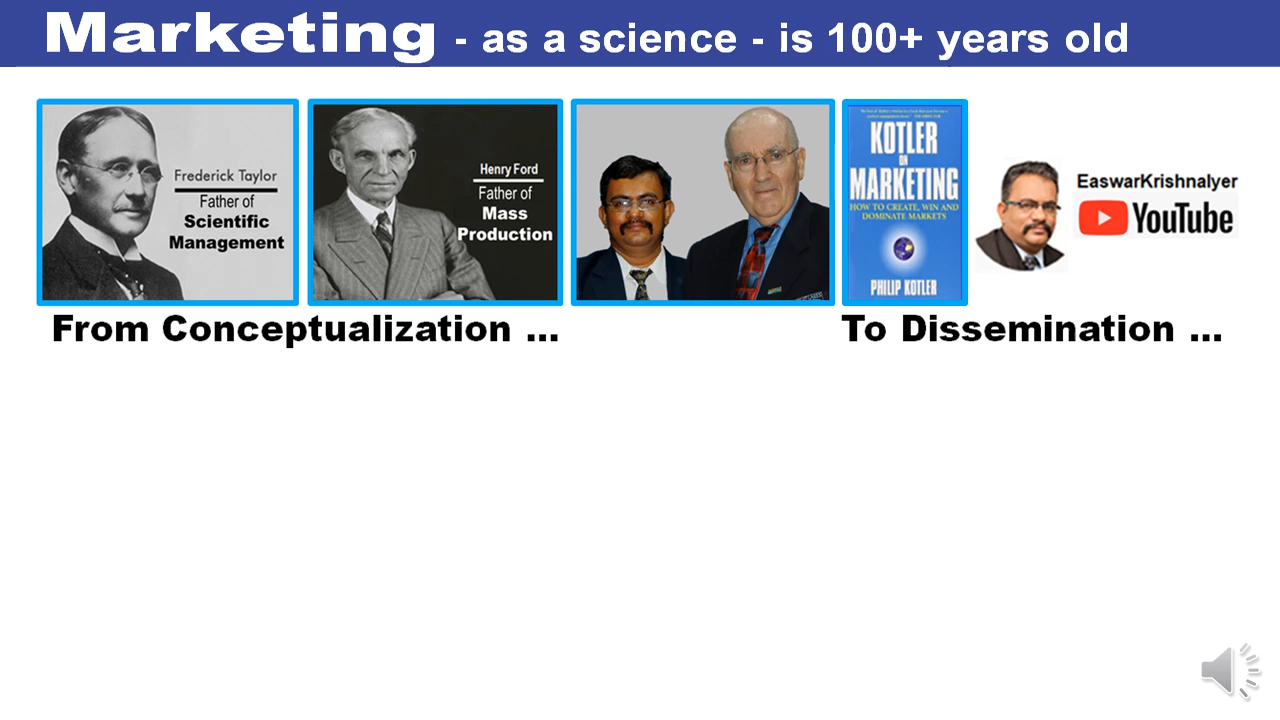 Marketing - as a science - is 100+ years old
Frederick Taylor
Father of
Scientific
Management
Henry Ford
Father of
Mass
Production
KOTLER
ON
MARKETING
HOW TO CREATE, WIN AND
DOMINATE MARKETS
PHILIP KOTLER
EaswarKrishnaIyer
YouTube
From Conceptualization ...
To Dissemination ...